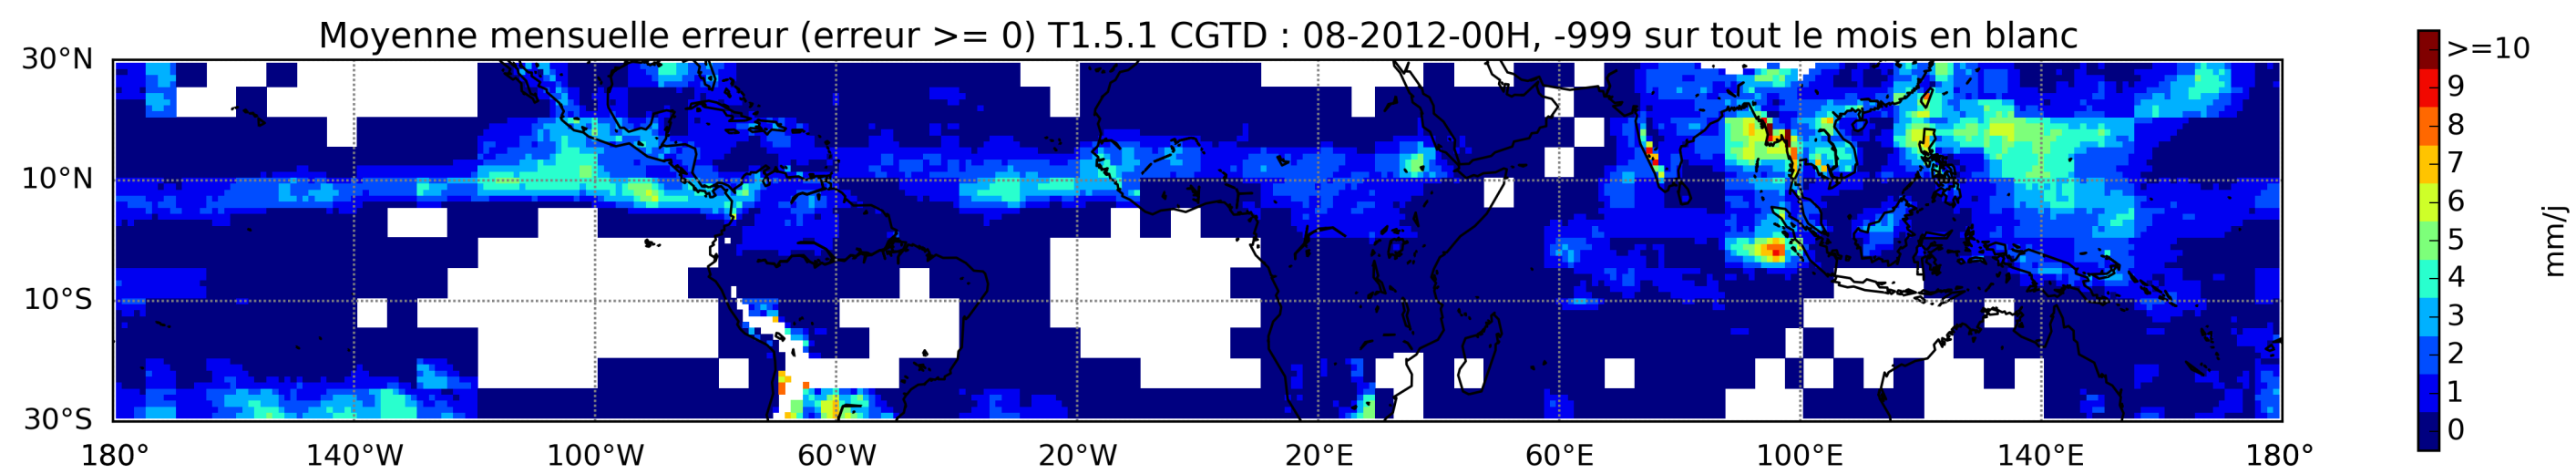 Moyenne mensuelle erreur (erreur >= 0) T1.5.1 CGTD : 08-2012-00H, -999 sur tout le mois en blanc
30°N
10°N
10°S
30°S
180° 140°W 100°W 60°W 20°W 20°E 60°E 100°E 140°E 180°
>=10
9
8
7
6
5
4
3
2
1
0
mm/j